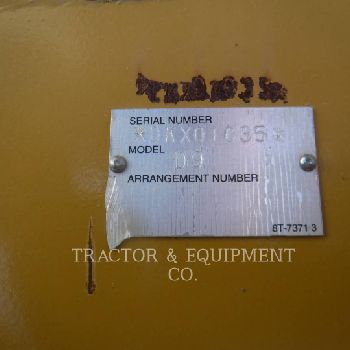 SERIAL NUMBER
MODEL
D9
ARRANGEMENT NUMBER
8T-7371 3
TRACTOR & EQUIPMENT
CO.